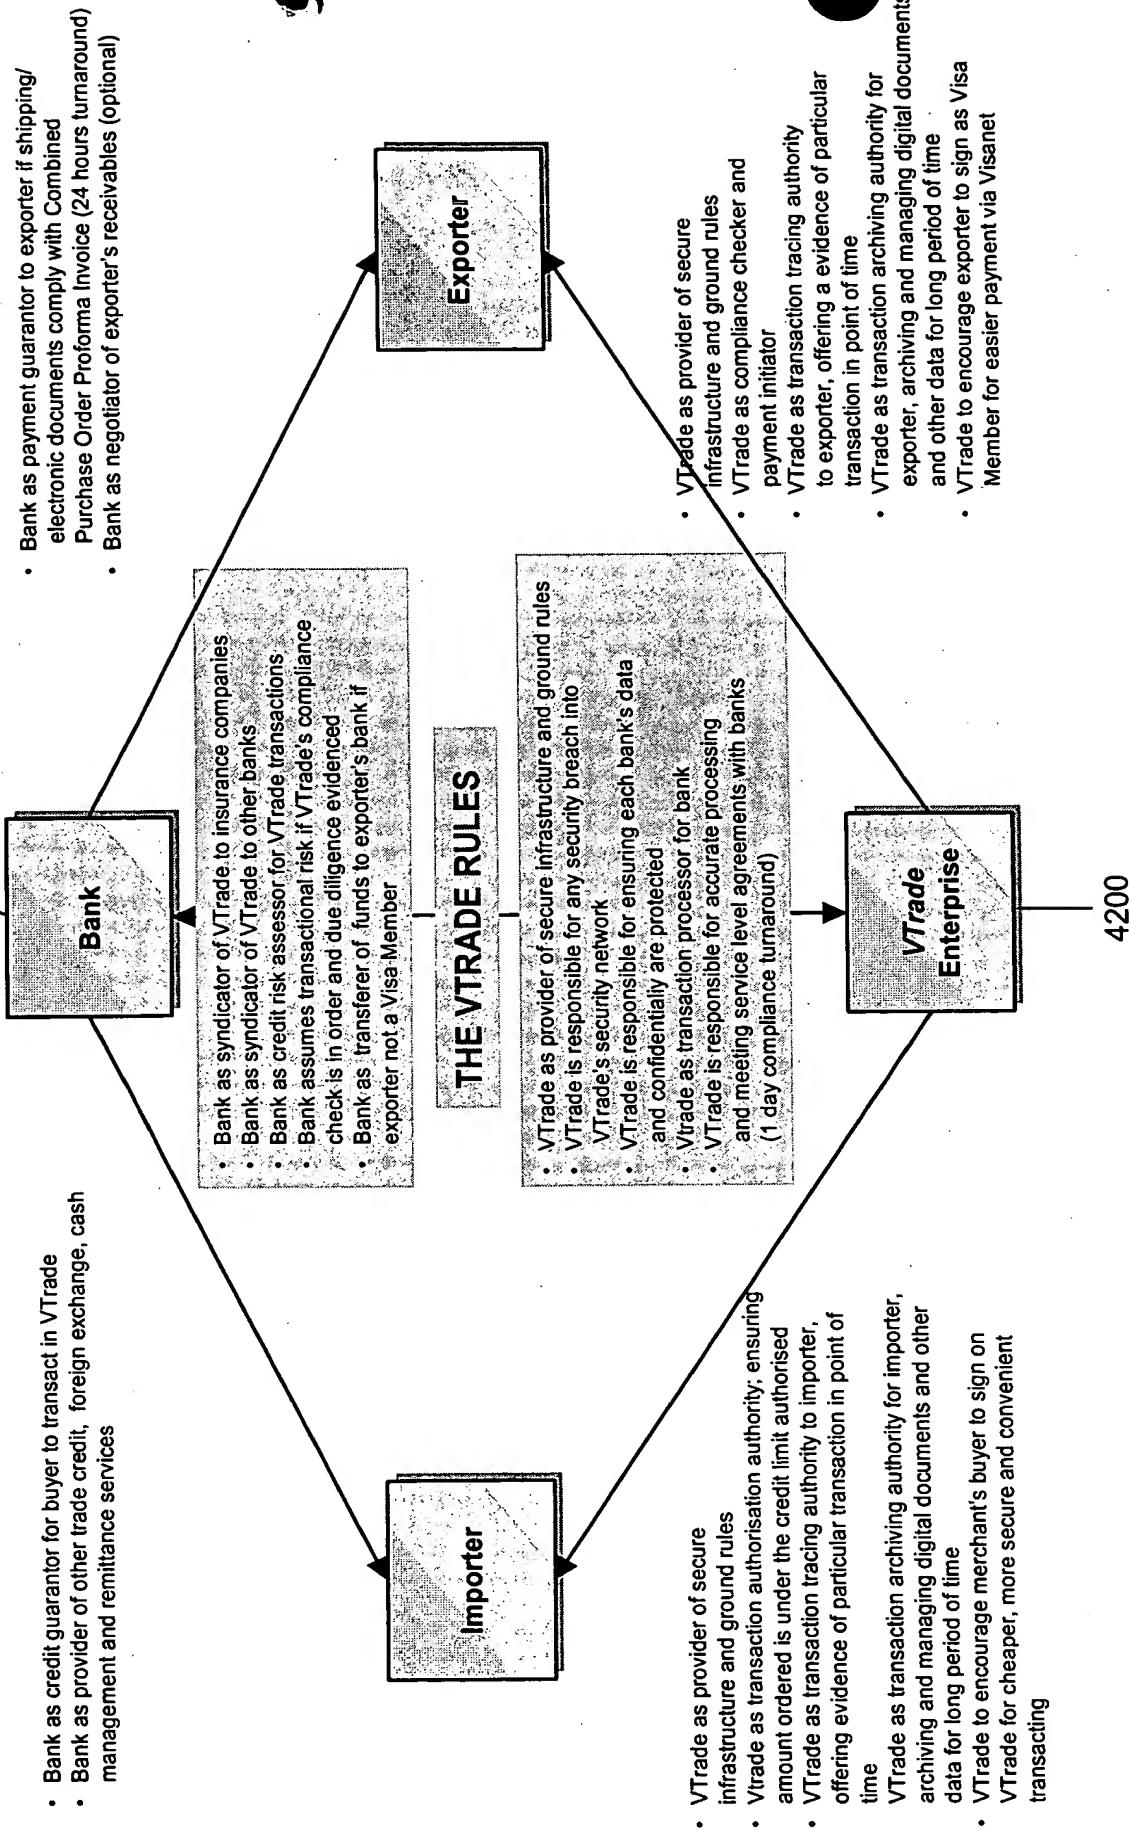 • Bank as credit guarantor for buyer to transact in VTrade
• Bank as provider of other trade credit, foreign exchange, cash
management and remittance services
Bank
• Bank as payment guarantor to exporter if shipping/
electronic documents comply with Combined
Purchase Order Proforma Invoice (24 hours turnaround)
• Bank as negotiator of exporter's receivables (optional)
• Bank as syndicator of VTrade to insurance companies
• Bank as syndicator of VTrade to other banks
• Bank as credit risk assessor for VTrade transactions
• Bank assumes transactional risk if VTrade's compliance
check is in order and due diligence evidenced
• Bank as transferer of funds to exporter's bank if
exporter not a Visa Member
Importer
THE VTRADE RULES
Exporter
• VTrade as provider of secure infrastructure and ground rules
• VTrade is responsible for any security breach into
VTrade's security network
• VTrade is responsible for ensuring each bank's data
and confidentially are protected
• Vtrade as transaction processor for bank
• VTrade is responsible for accurate processing
and meeting service level agreements with banks
(1 day compliance turnaround)
• VTrade as provider of secure
infrastructure and ground rules
• Vtrade as transaction authorisation authority; ensuring
amount ordered is under the credit limit authorised
• VTrade as transaction tracing authority to importer,
offering evidence of particular transaction in point of
time
VTrade as transaction archiving authority for importer,
archiving and managing digital documents and other
data for long period of time
• VTrade to encourage merchant's buyer to sign on
VTrade for cheaper, more secure and convenient
transacting
VTrade
Enterprise
• VTrade as provider of secure
infrastructure and ground rules
• VTrade as compliance checker and
payment initiator
• VTrade as transaction tracing authority
to exporter, offering a evidence of particular
transaction in point of time
• VTrade as transaction archiving authority for
exporter, archiving and managing digital documents
and other data for long period of time
• VTrade to encourage exporter to sign as Visa
Member for easier payment via Visanet
4200